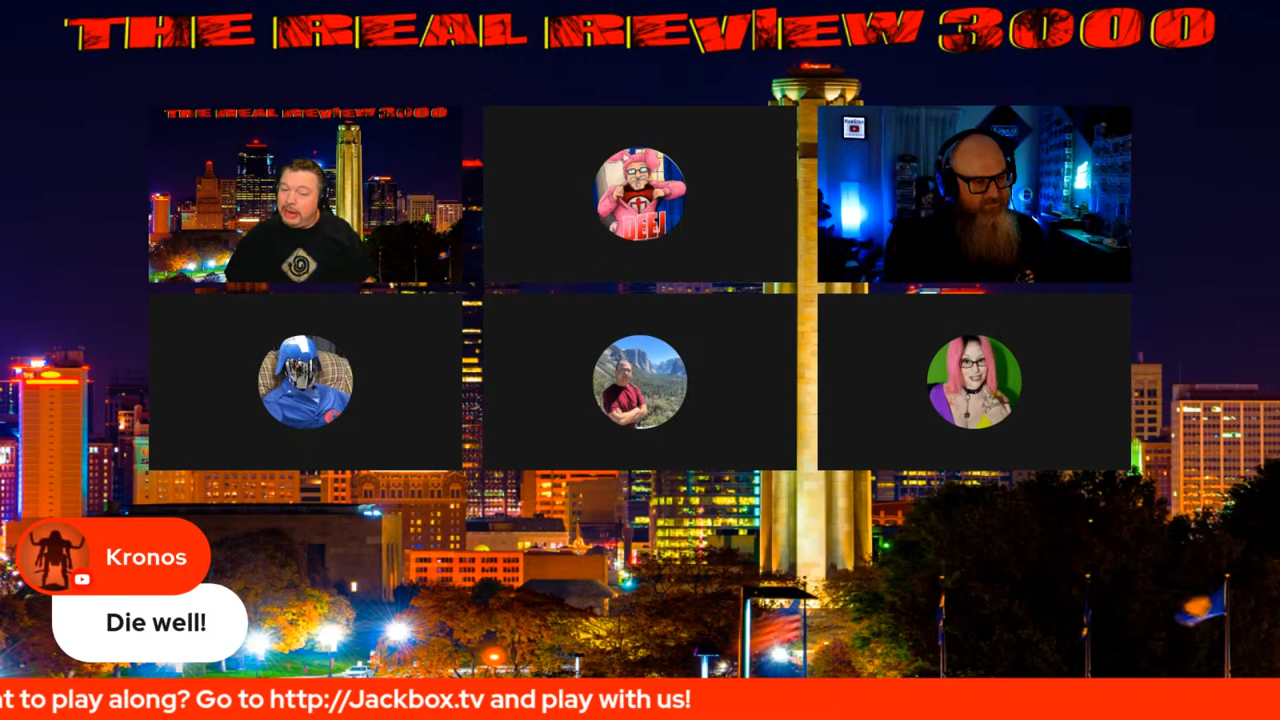 THE REAL REVIEW 3000
THE REAL REVIEW 3000
DEEJ
Kronos
Die well!
t to play along? Go to http://Jackbox.tv and play with us!